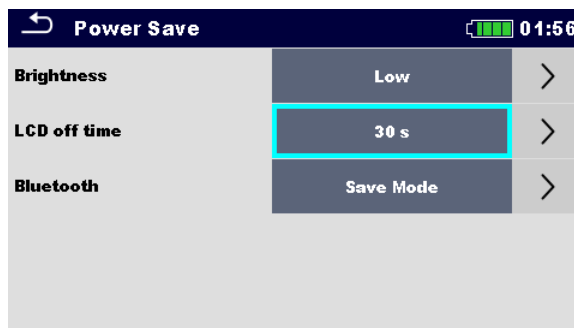 Power Save 01:56
Brightness Low
LCD off time 30 s
Bluetooth Save Mode